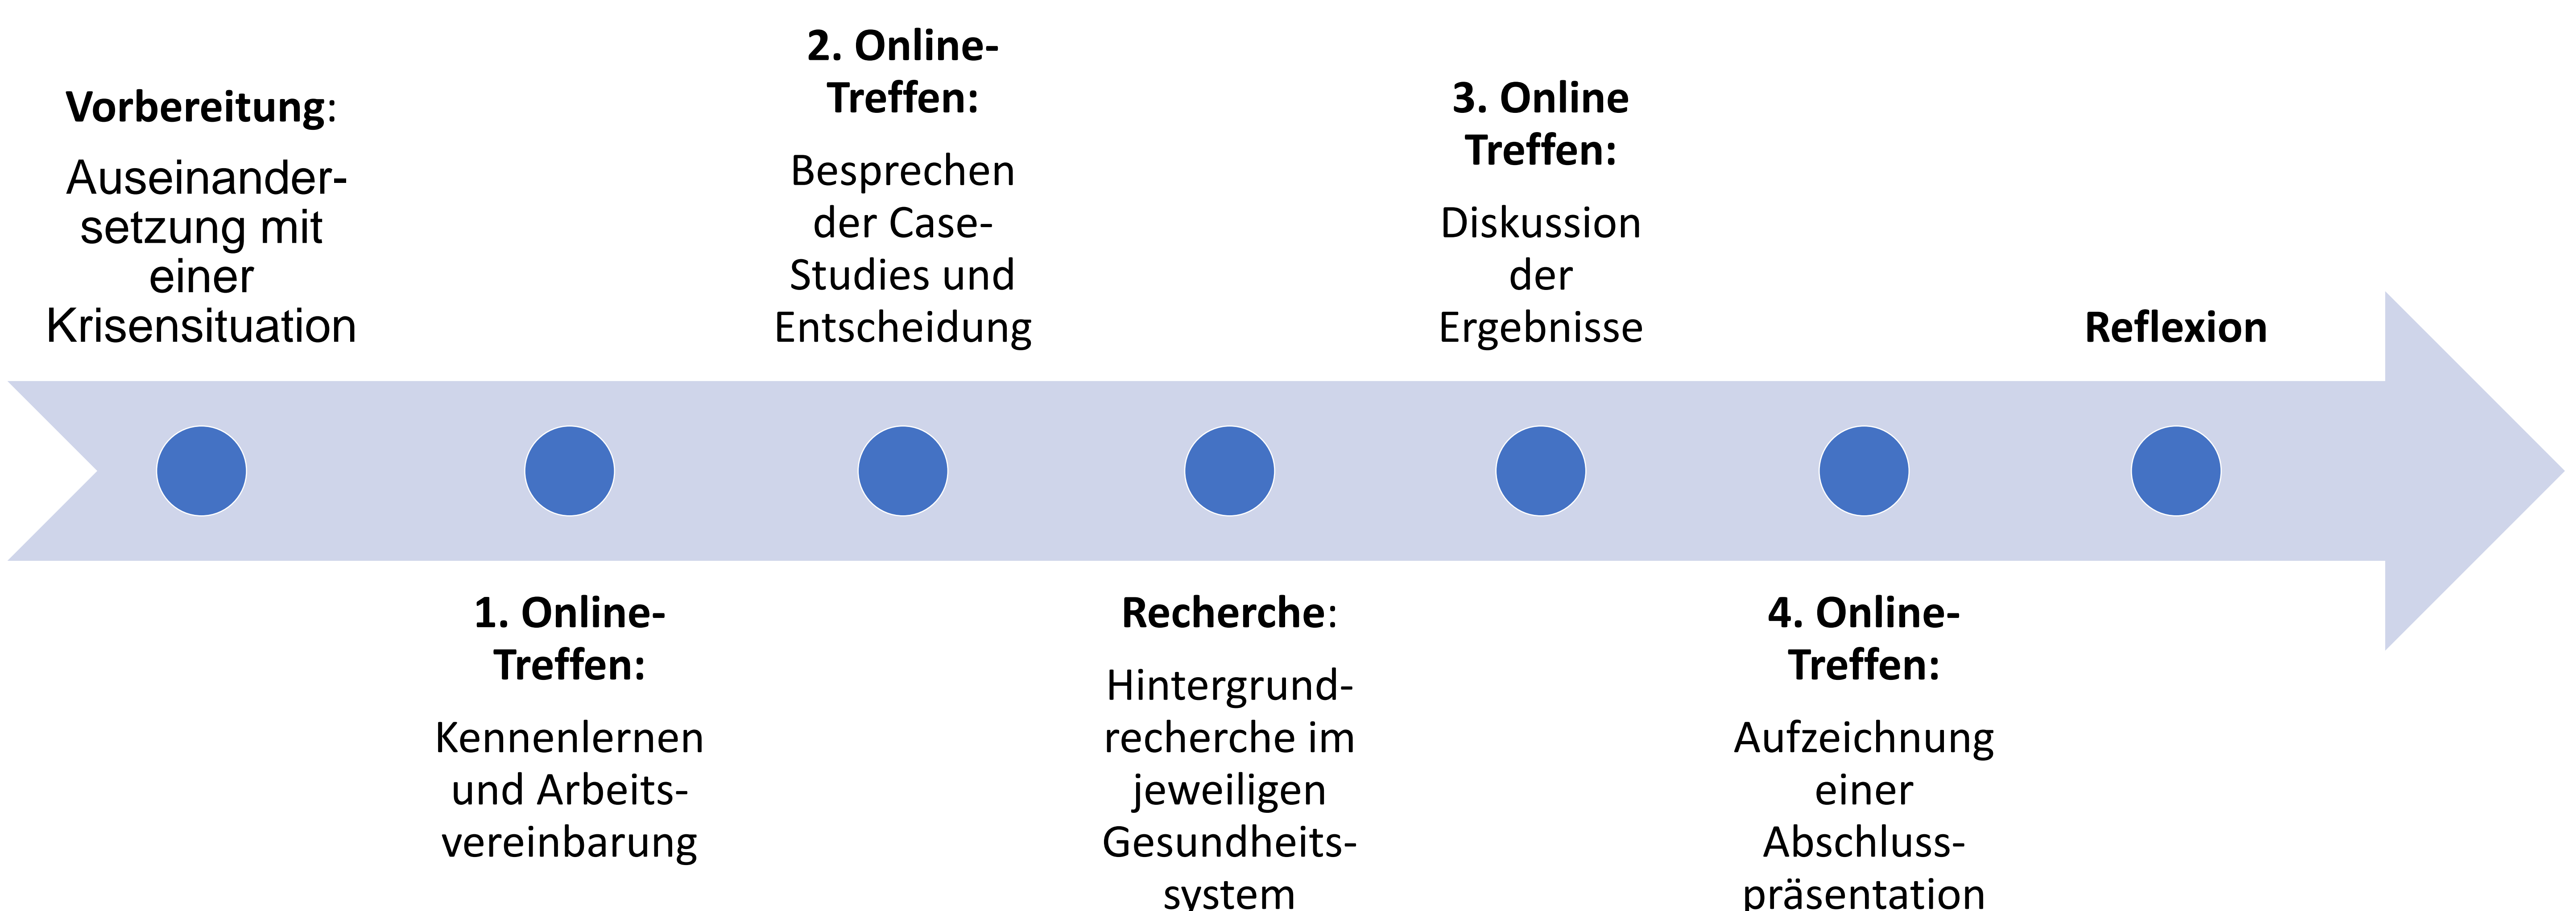 Vorbereitung:
Auseinander-
setzung mit
einer
Krisensituation
1. Online-
Treffen:
Kennenlernen
und Arbeits-
vereinbarung
2. Online-
Treffen:
Besprechen
der Case-
Studies und
Entscheidung
Recherche:
Hintergrund-
recherche im
jeweiligen
Gesundheits-
system
3. Online
Treffen:
Diskussion
der
Ergebnisse
4. Online-
Treffen:
Aufzeichnung
einer
Abschluss-
präsentation
Reflexion